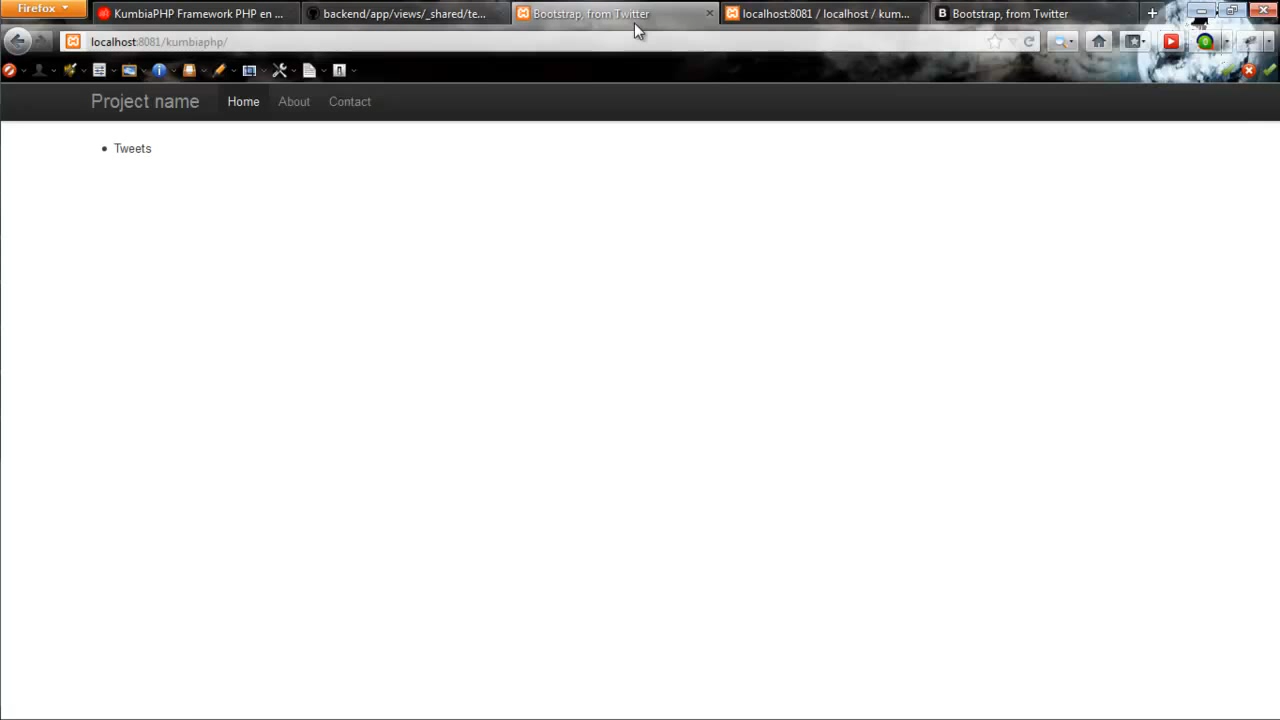 Firefox
KumbiaPHP Framework PHP en ...
backend/app/views/_shared/te...
Bootstrap, from Twitter
localhost:8081 / localhost / kum...
B Bootstrap, from Twitter
localhost:8081/kumbiaphp/
Project name
Home
About
Contact
Tweets